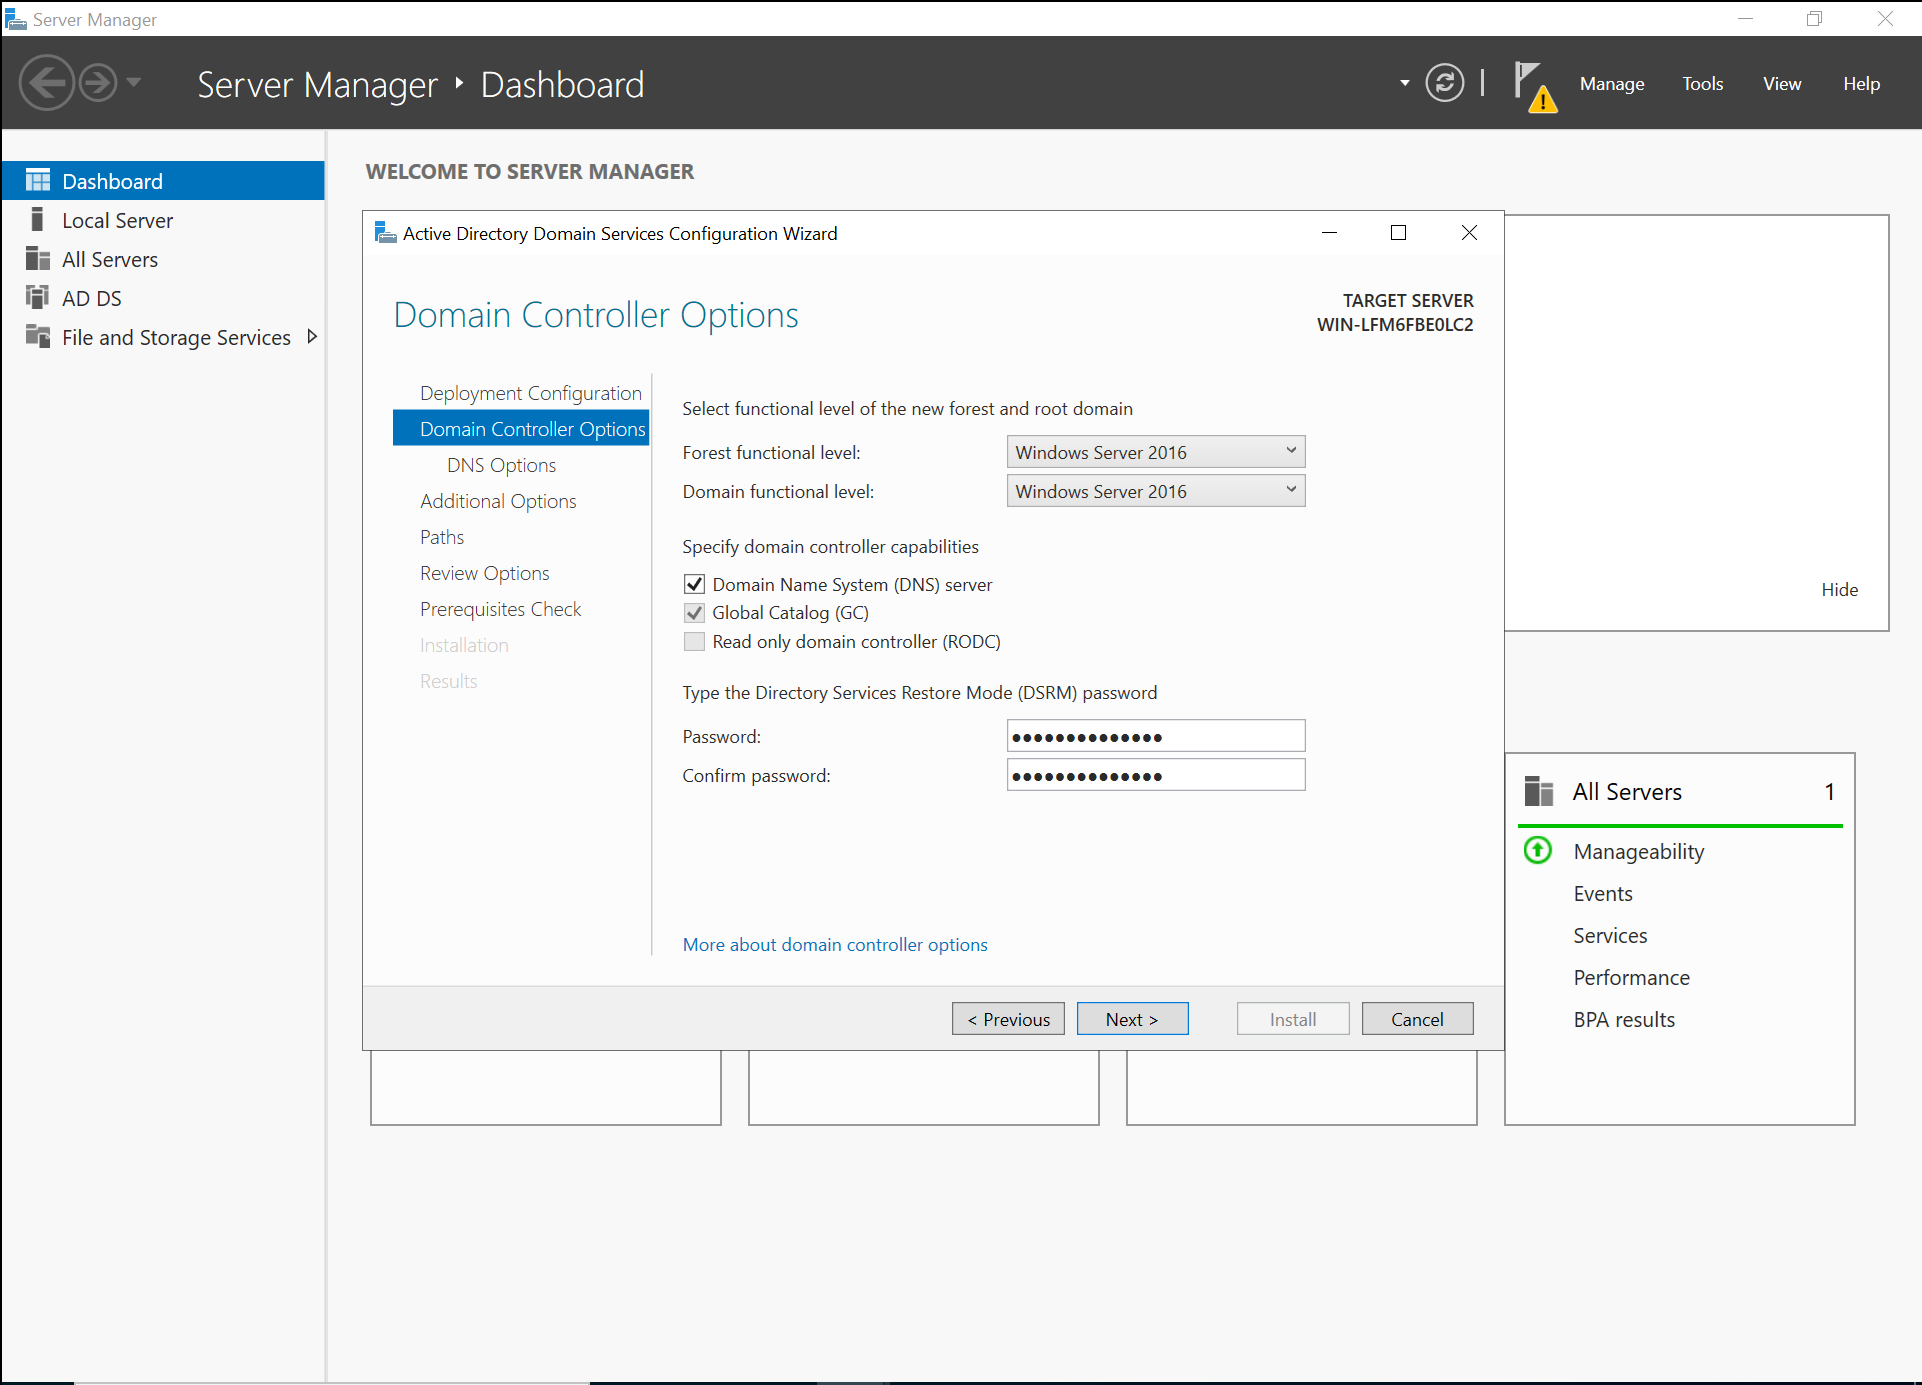 Server Manager
Server Manager Dashboard
Manage Tools View Help
Dashboard
Local Server
All Servers
AD DS
File and Storage Services
WELCOME TO SERVER MANAGER
Active Directory Domain Services Configuration Wizard
Domain Controller Options
TARGET SERVER
WIN-LFM6FBE0LC2
Deployment Configuration
Domain Controller Options
DNS Options
Additional Options
Paths
Review Options
Prerequisites Check
Installation
Results
Select functional level of the new forest and root domain
Forest functional level: Windows Server 2016
Domain functional level: Windows Server 2016
Specify domain controller capabilities
Domain Name System (DNS) server
Global Catalog (GC)
Read only domain controller (RODC)
Type the Directory Services Restore Mode (DSRM) password
Password: ●●●●●●●●●●●●●●
Confirm password: ●●●●●●●●●●●●●●
More about domain controller options
< Previous Next > Install Cancel
Hide
All Servers 1
Manageability
Events
Services
Performance
BPA results